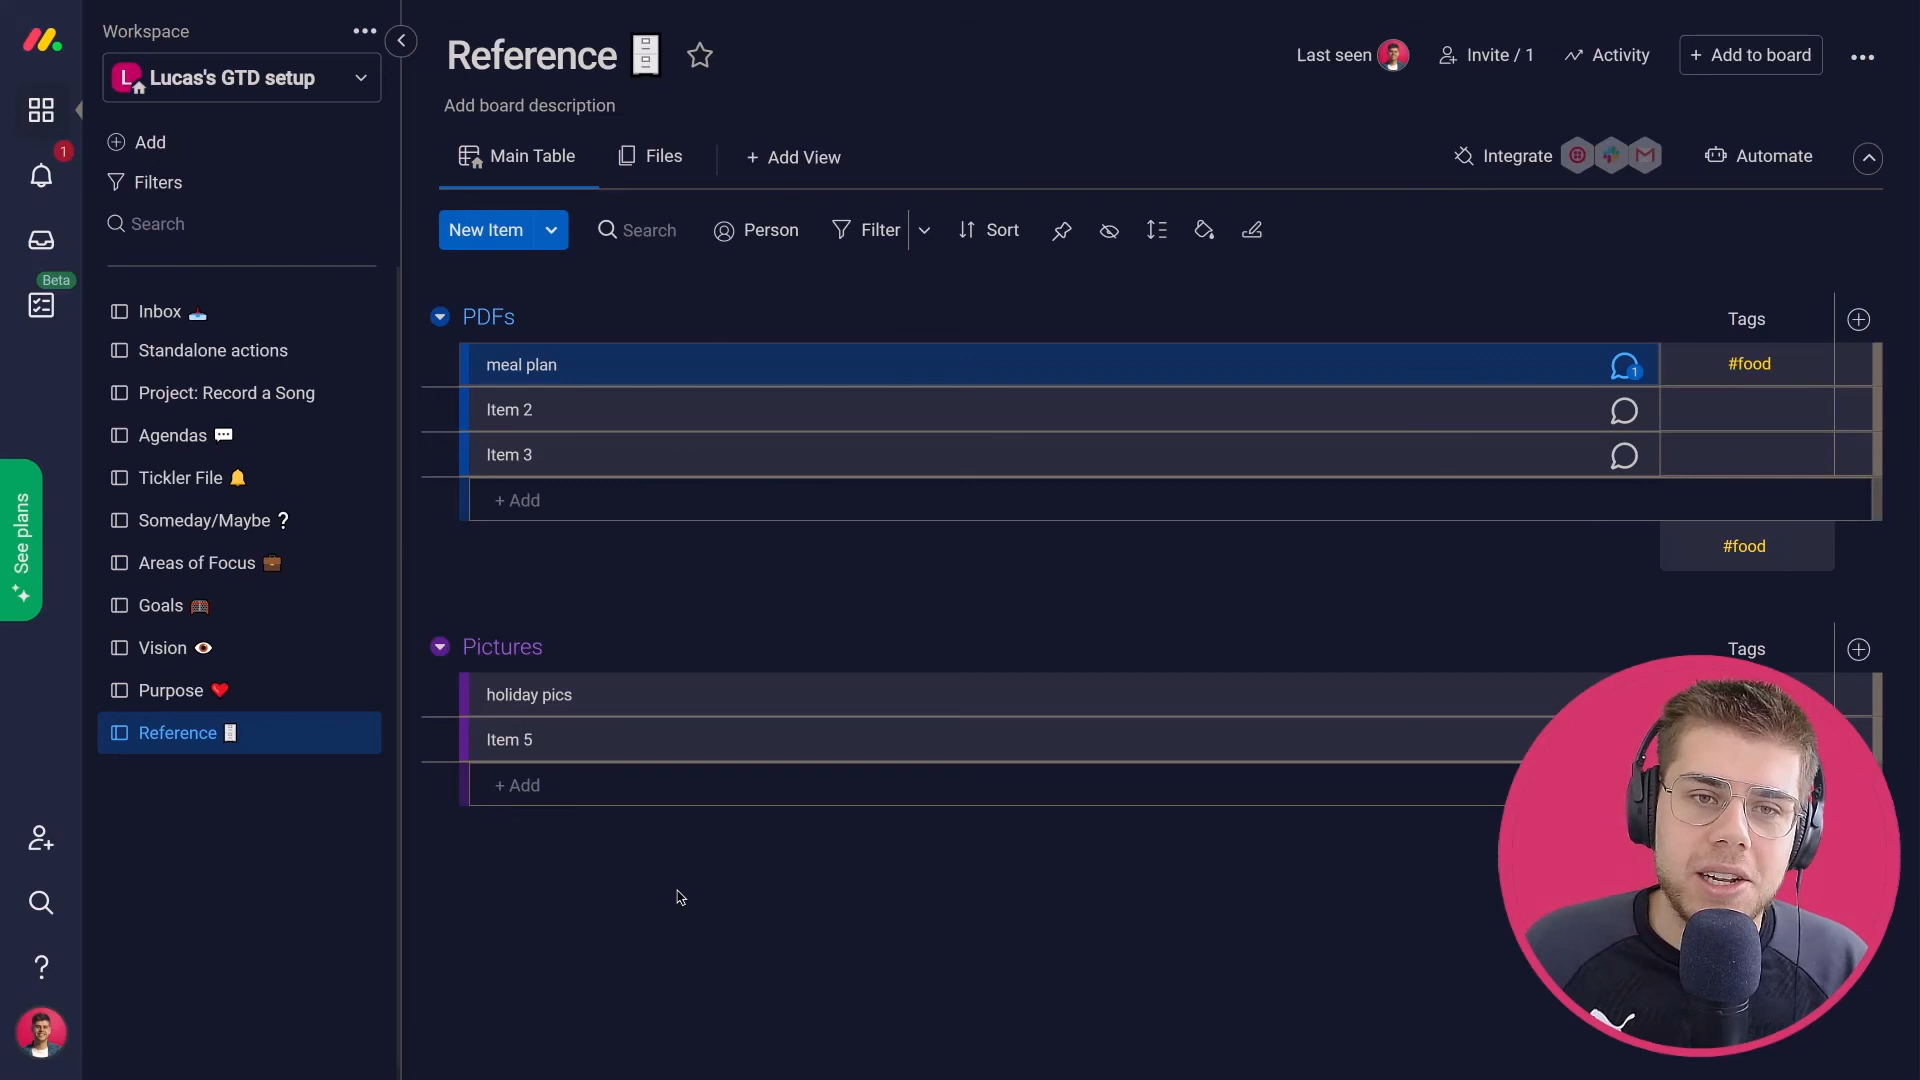 Workspace
L Lucas's GTD setup
Add
Filters
Search
1
Beta
See plans
Inbox
Standalone actions
Project: Record a Song
Agendas
Tickler File
Someday/Maybe ?
Areas of Focus
Goals
Vision
Purpose
Reference
Reference
Add board description
Last seen
Invite / 1
Activity
+ Add to board
Main Table
Files
+ Add View
Integrate
Automate
New Item
Search
Person
Filter
Sort
PDFs
Tags
meal plan
1
#food
Item 2
Item 3
+ Add
#food
Pictures
Tags
holiday pics
Item 5
+ Add